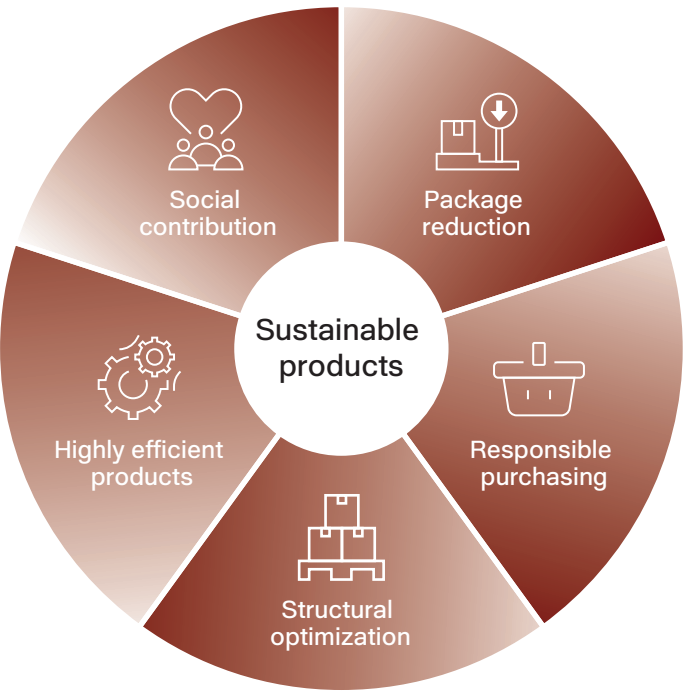 Social
contribution
Package
reduction
Sustainable
products
Highly efficient
products
Responsible
purchasing
Structural
optimization